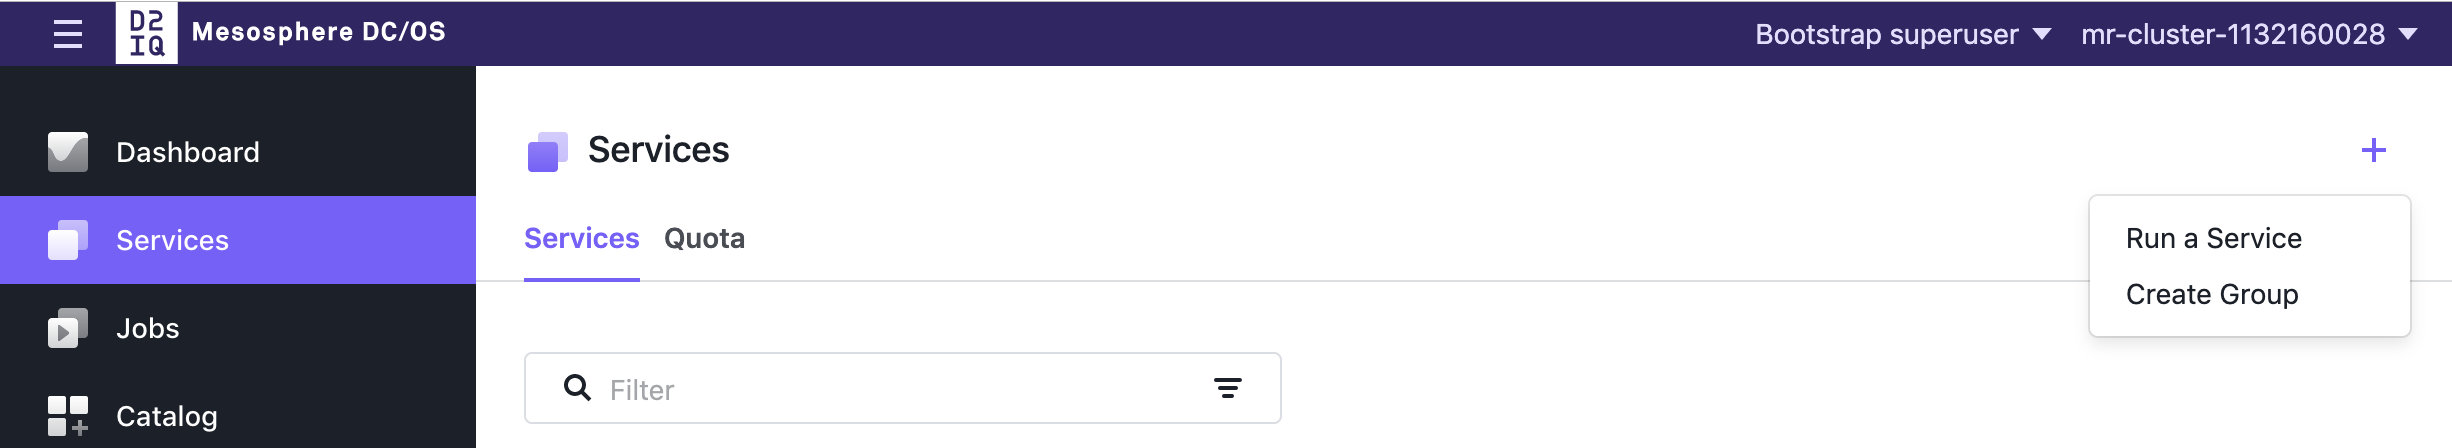 D2
IQ
Mesosphere DC/OS
Bootstrap superuser
mr-cluster-1132160028
Dashboard
Services
Jobs
Catalog
Services
Services
Quota
Run a Service
Create Group
Filter